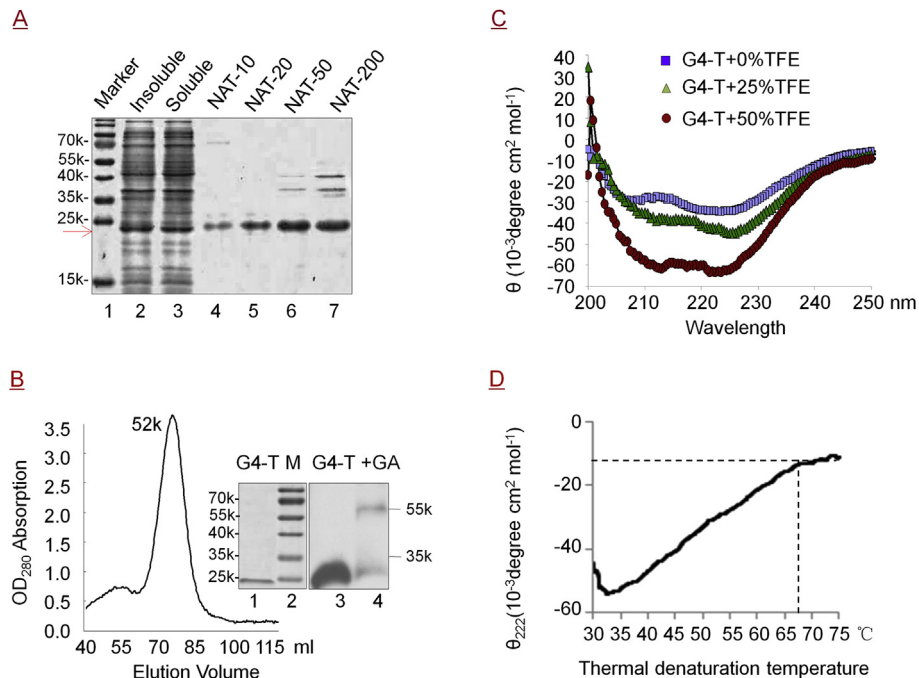 A
Marker
Insoluble
Soluble
NAT-10
NAT-20
NAT-50
NAT-200
70k-
55k-
40k-
35k-
25k-
15k-
1 2 3 4 5 6 7
B
52k
3.5
3.0
2.5
2.0
1.5
1.0
0.5
0.0
OD280 Absorption
40 55 70 85 100 115 ml
Elution Volume
G4-T M G4-T +GA
70k-
55k-
40k-
35k-
25k-
55k
35k
1 2 3 4
C
G4-T+0%TFE
G4-T+25%TFE
G4-T+50%TFE
40
30
20
10
0
-10
-20
-30
-40
-50
-60
-70
θ (10-3degree cm2 mol-1)
200 210 220 230 240 250 nm
Wavelength
D
0
-20
-40
-60
θ222(10-3degree cm2 mol-1)
30 35 40 45 50 55 60 65 70 75 ℃
Thermal denaturation temperature